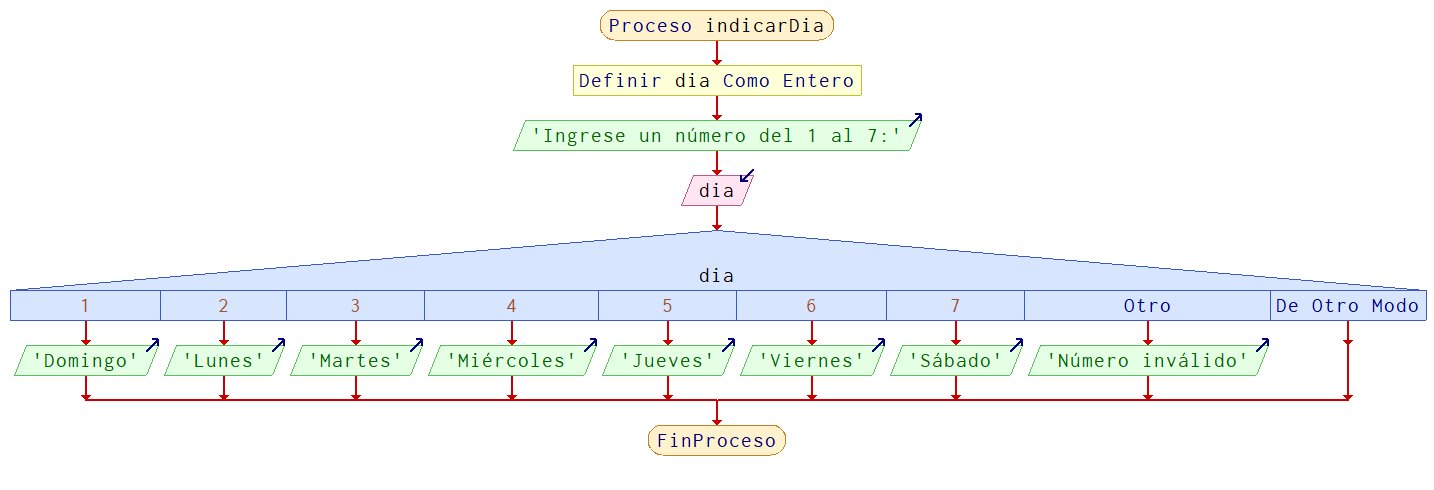 Proceso indicarDia
Definir dia Como Entero
'Ingrese un número del 1 al 7:'
dia
dia
1 2 3 4 5 6 7 Otro De Otro Modo
'Domingo' 'Lunes' 'Martes' 'Miércoles' 'Jueves' 'Viernes' 'Sábado' 'Número inválido'
FinProceso